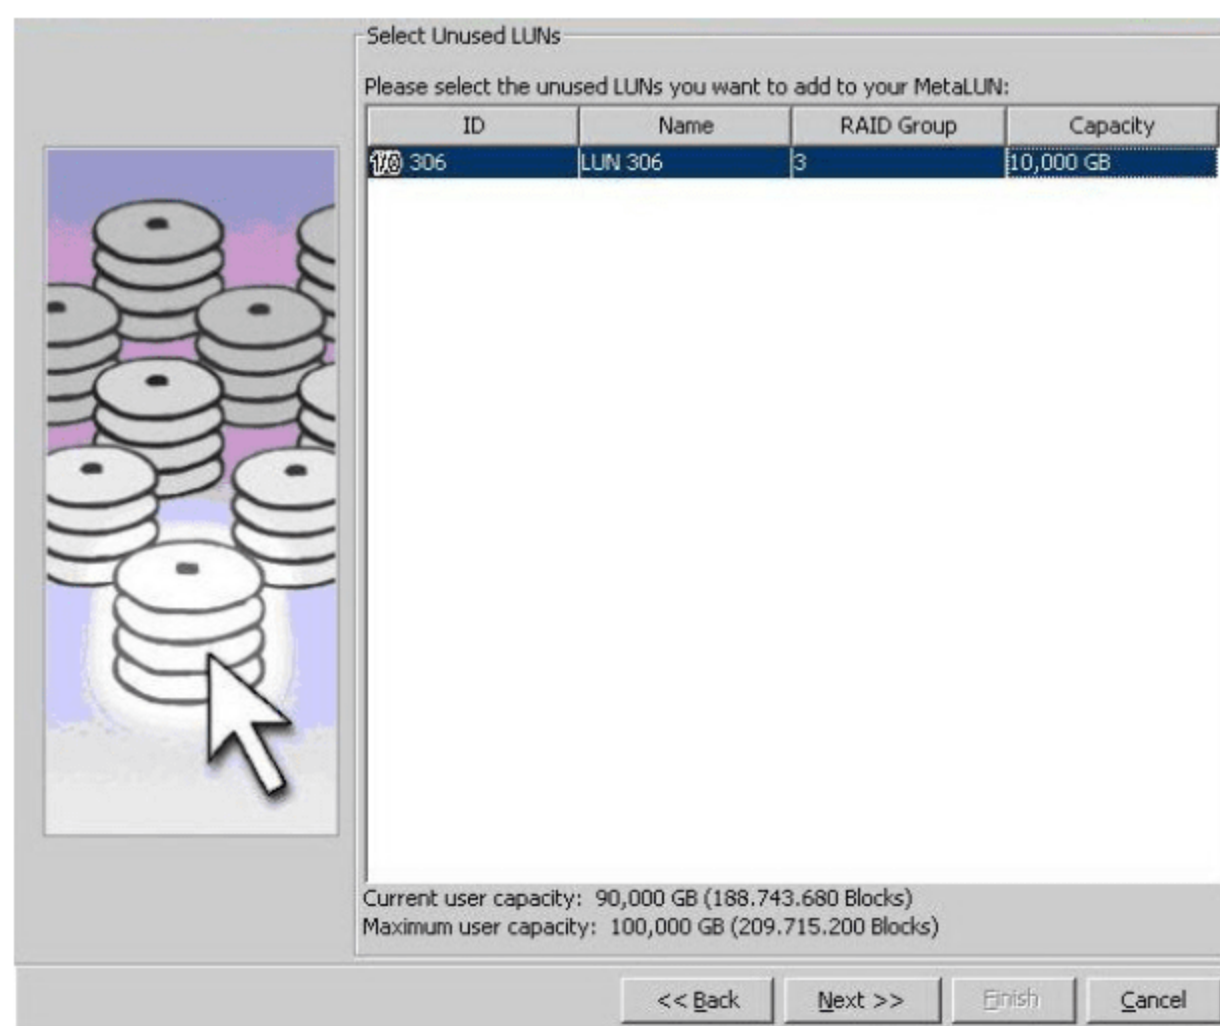 Select Unused LUNs
Please select the unused LUNs you want to add to your MetaLUN:
ID Name RAID Group Capacity
306 LUN 306 3 10,000 GB
Current user capacity: 90,000 GB (188.743.680 Blocks)
Maximum user capacity: 100,000 GB (209.715.200 Blocks)
<< Back Next >> Finish Cancel